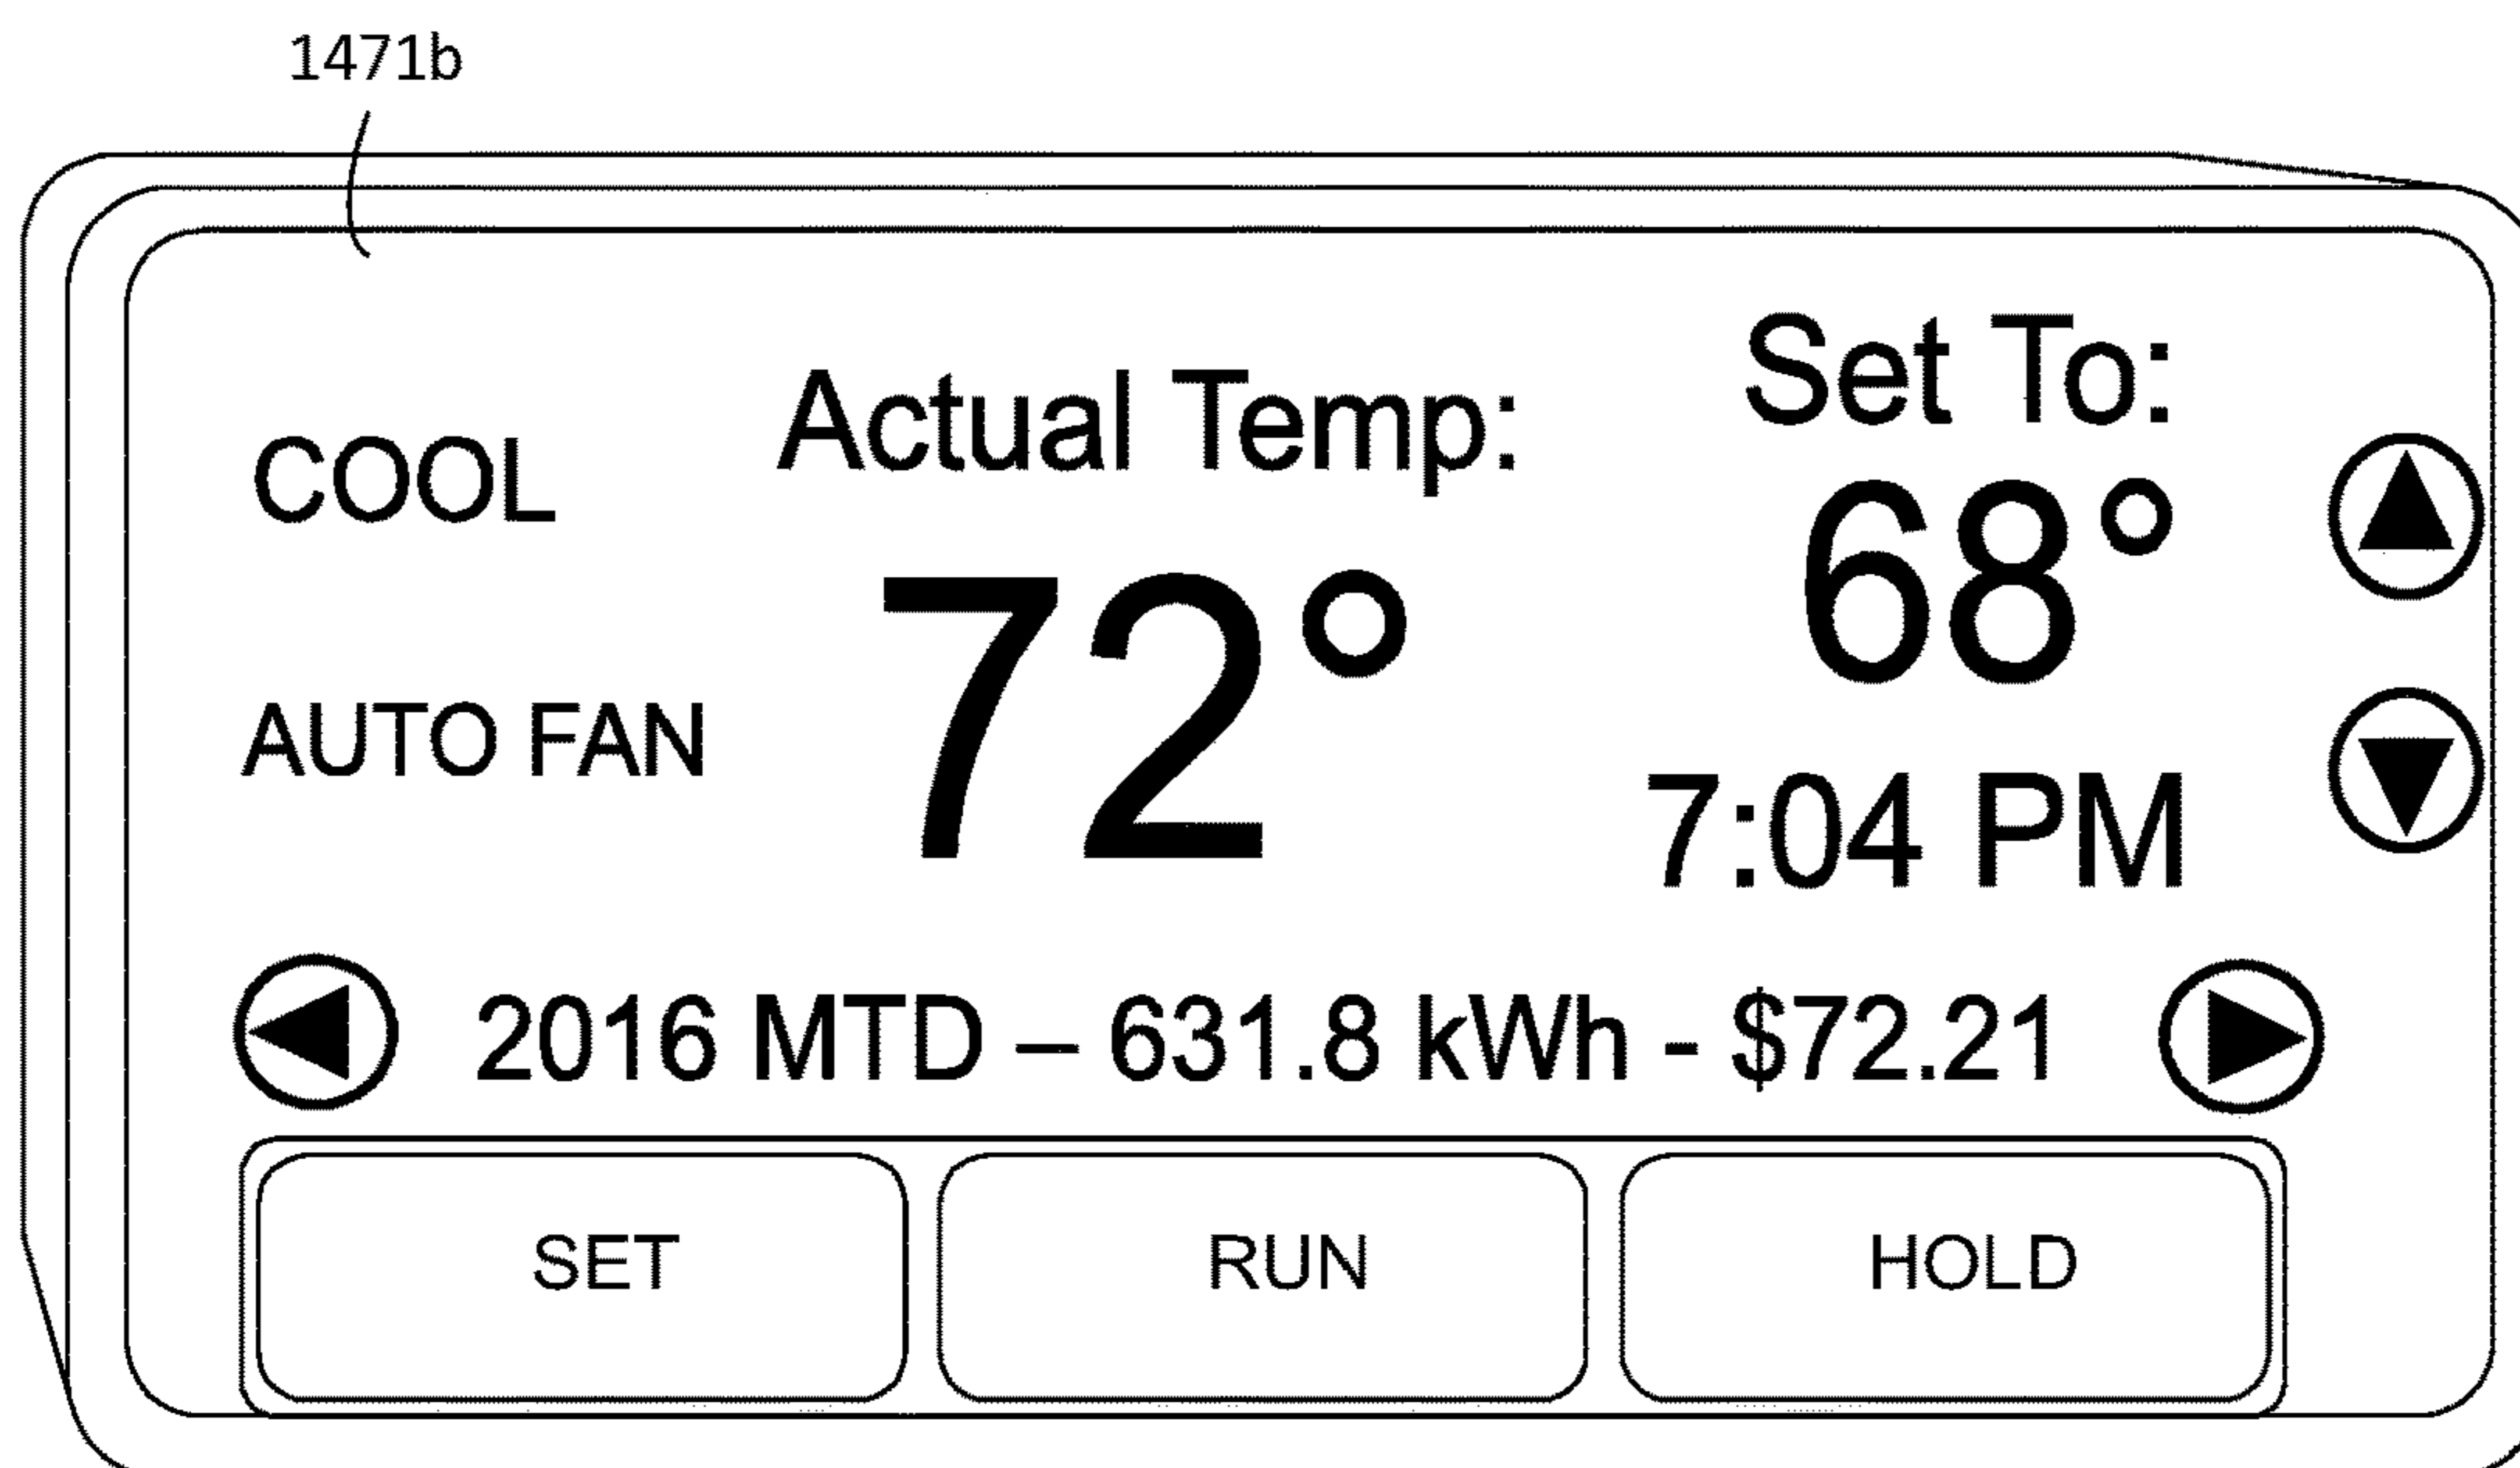 1471b
Set To:
Actual Temp:
COOL
68°
72°
AUTO FAN
7:04 PM
2016 MTD – 631.8 kWh - $72.21
SET
RUN
HOLD